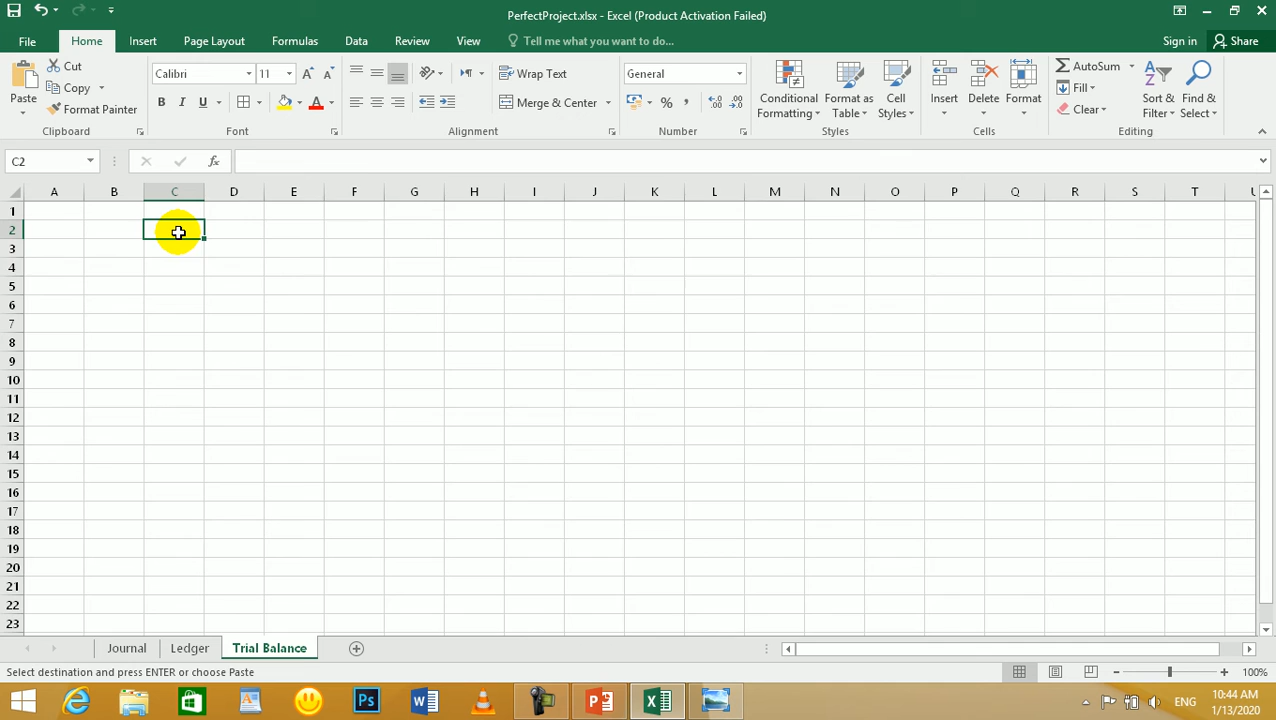 PerfectProject.xlsx - Excel (Product Activation Failed)
File Home Insert Page Layout Formulas Data Review View Tell me what you want to do... Sign in Share
Cut
Copy
Format Painter
Paste
Clipboard
Calibri 11
B I U A
Font
Wrap Text
Merge & Center
Alignment
General
%
Number
Conditional Formatting
Format as Table
Cell Styles
Styles
Insert
Delete
Format
Cells
AutoSum
Fill
Clear
Sort & Filter
Find & Select
Editing
C2 fx
A B C D E F G H I J K L M N O P Q R S T U
1
2
3
4
5
6
7
8
9
10
11
12
13
14
15
16
17
18
19
20
21
22
23
Journal Ledger Trial Balance
Select destination and press ENTER or choose Paste 100%
ENG 10:44 AM
1/13/2020